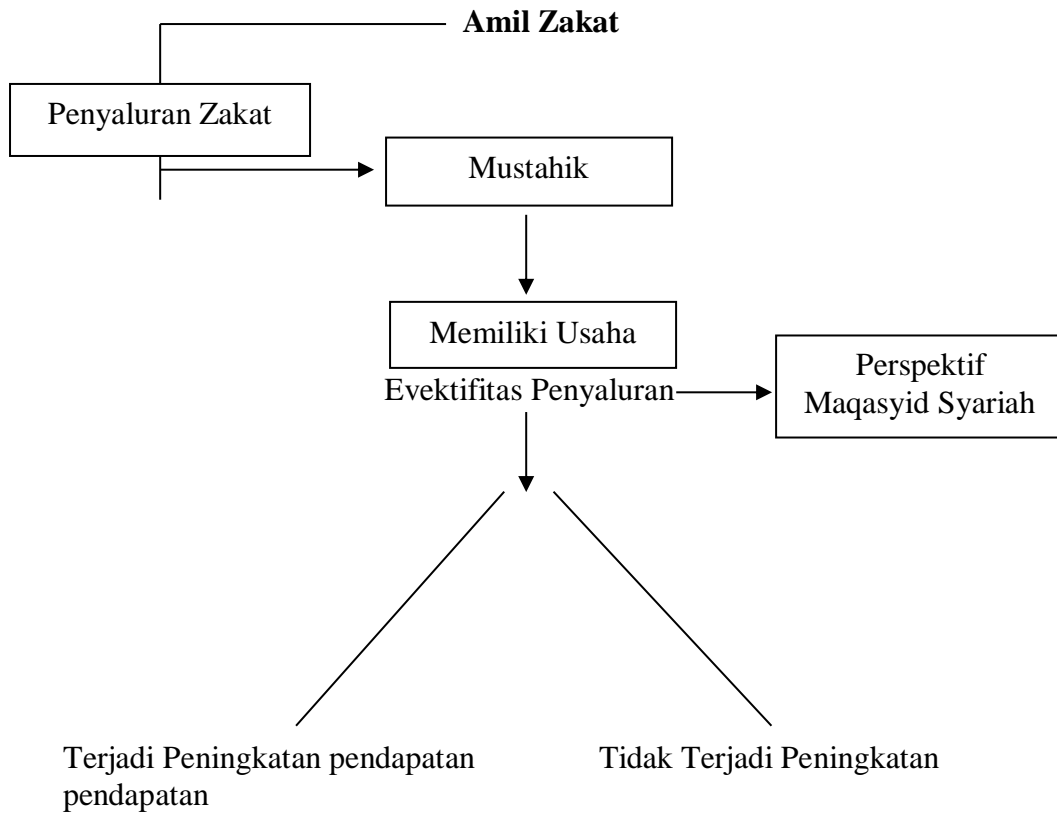 Amil Zakat
Penyaluran Zakat
Mustahik
Memiliki Usaha
Evektifitas Penyaluran
Perspektif
Maqasyid Syariah
Terjadi Peningkatan pendapatan
pendapatan
Tidak Terjadi Peningkatan